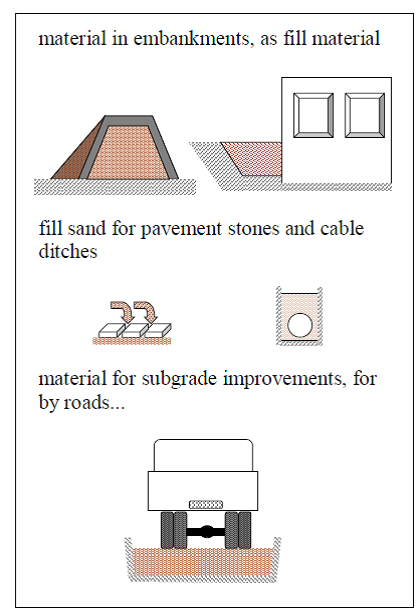 material in embankments, as fill material
fill sand for pavement stones and cable
ditches
material for subgrade improvements, for
by roads...